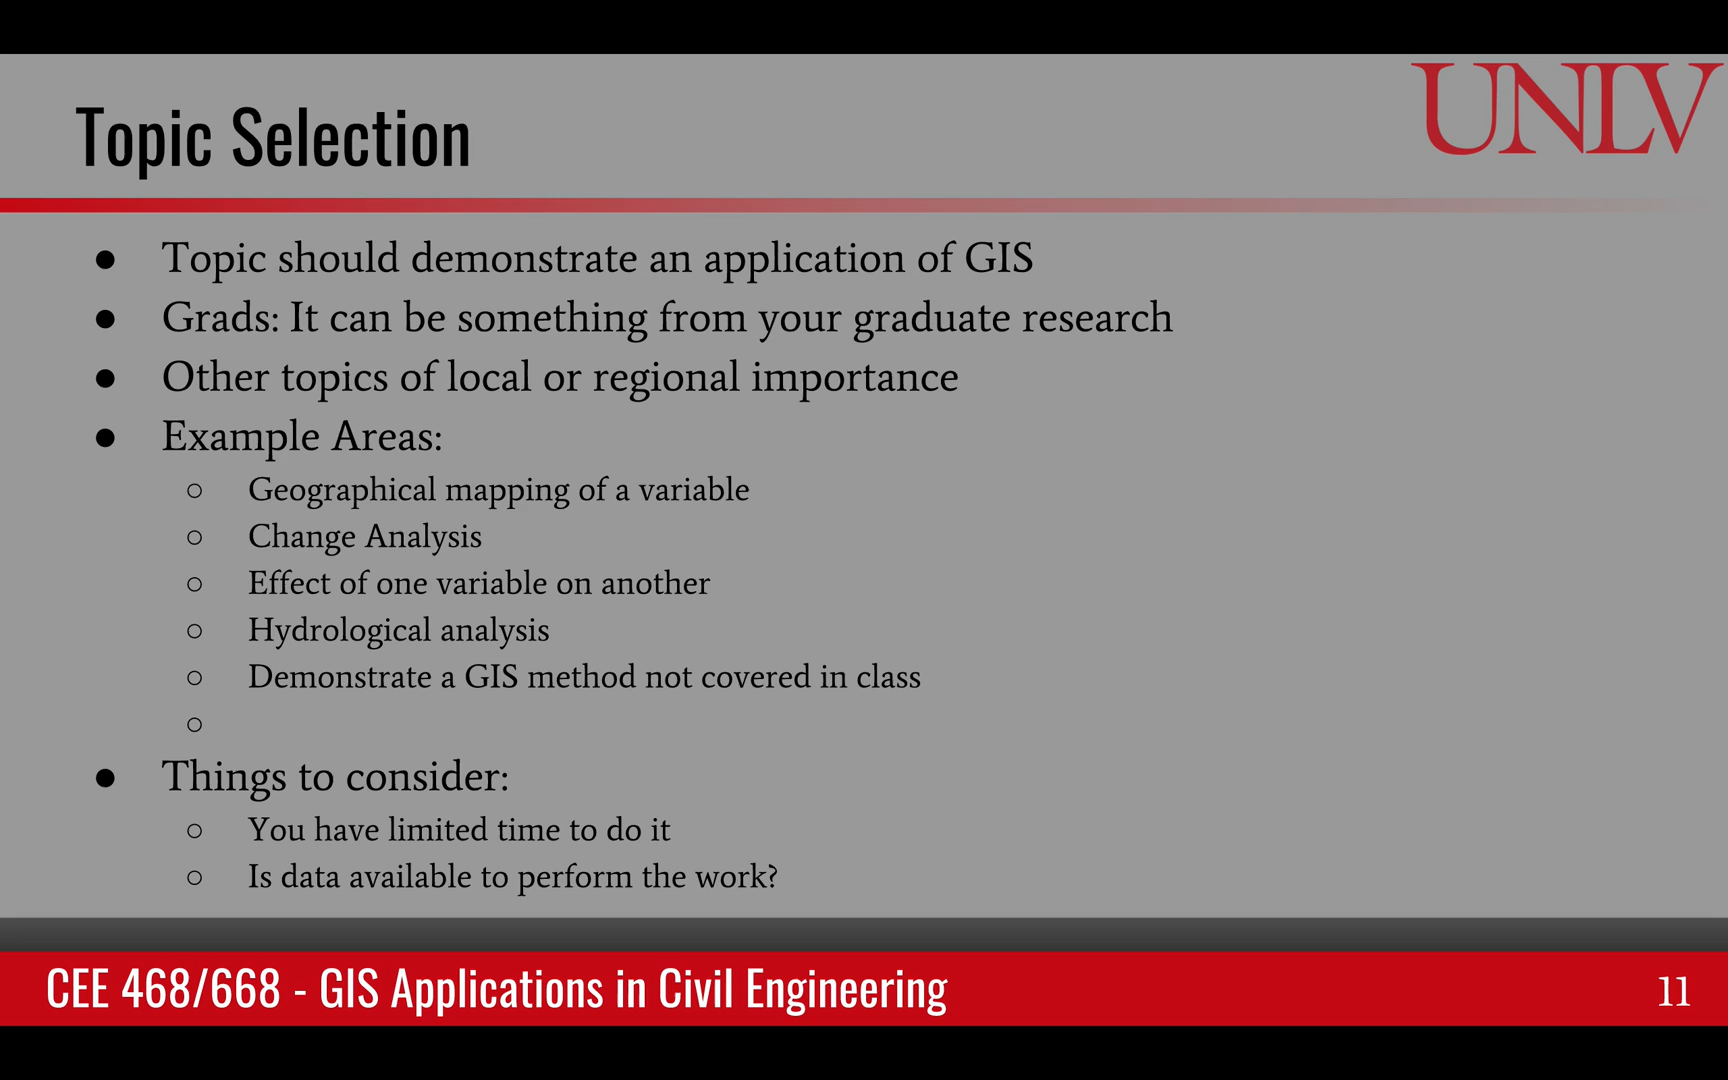 UNLV
Topic Selection
● Topic should demonstrate an application of GIS
● Grads: It can be something from your graduate research
● Other topics of local or regional importance
● Example Areas:
○ Geographical mapping of a variable
○ Change Analysis
○ Effect of one variable on another
○ Hydrological analysis
○ Demonstrate a GIS method not covered in class
○
● Things to consider:
○ You have limited time to do it
○ Is data available to perform the work?
CEE 468/668 - GIS Applications in Civil Engineering
11